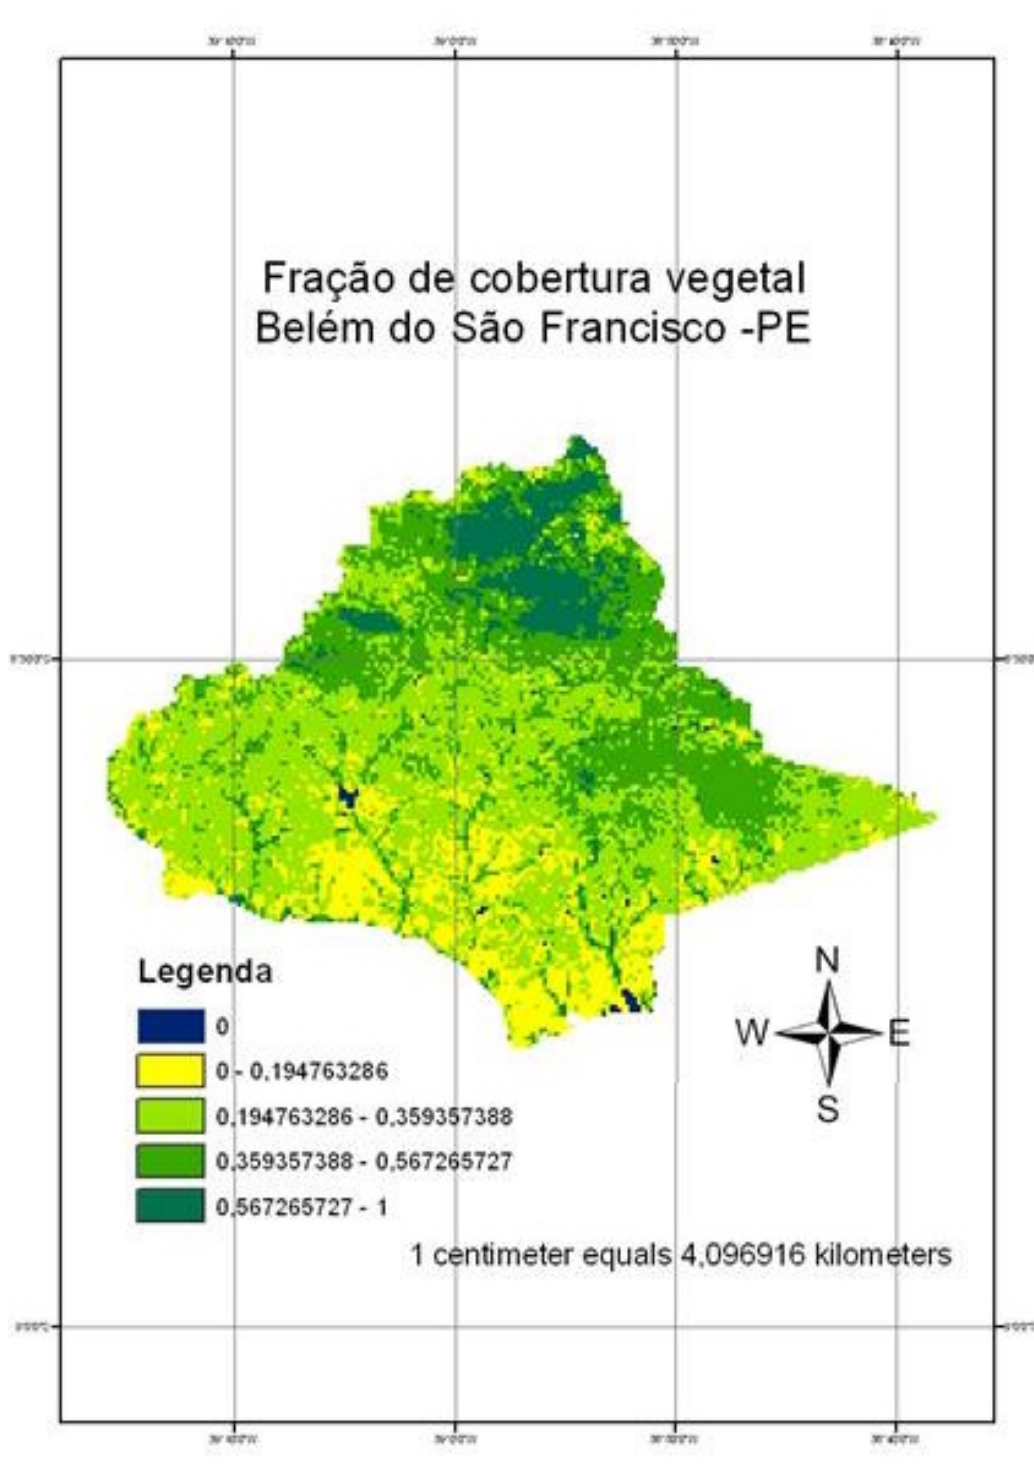 Fração de cobertura vegetal
Belém do São Francisco -PE
Legenda
0
0 - 0,194763286
0,194763286 - 0,359357388
0,359357388 - 0,567265727
0,567265727 - 1
N
W
E
S
1 centimeter equals 4,096916 kilometers